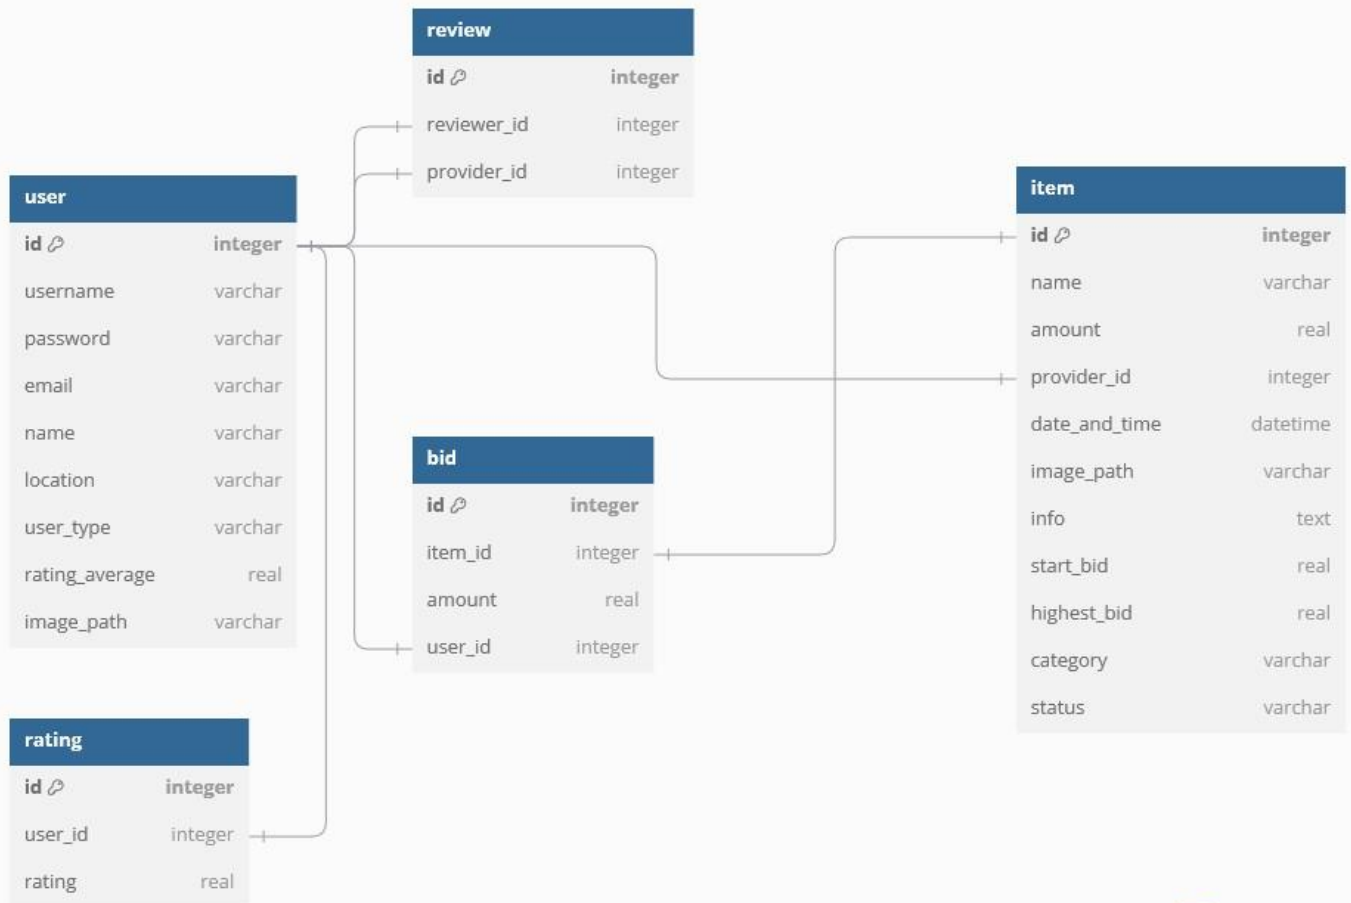 review
id integer
reviewer_id integer
provider_id integer
user
id integer
username varchar
password varchar
email varchar
name varchar
location varchar
user_type varchar
rating_average real
image_path varchar
item
id integer
name varchar
amount real
provider_id integer
date_and_time datetime
image_path varchar
info text
start_bid real
highest_bid real
category varchar
status varchar
bid
id integer
item_id integer
amount real
user_id integer
rating
id integer
user_id integer
rating real